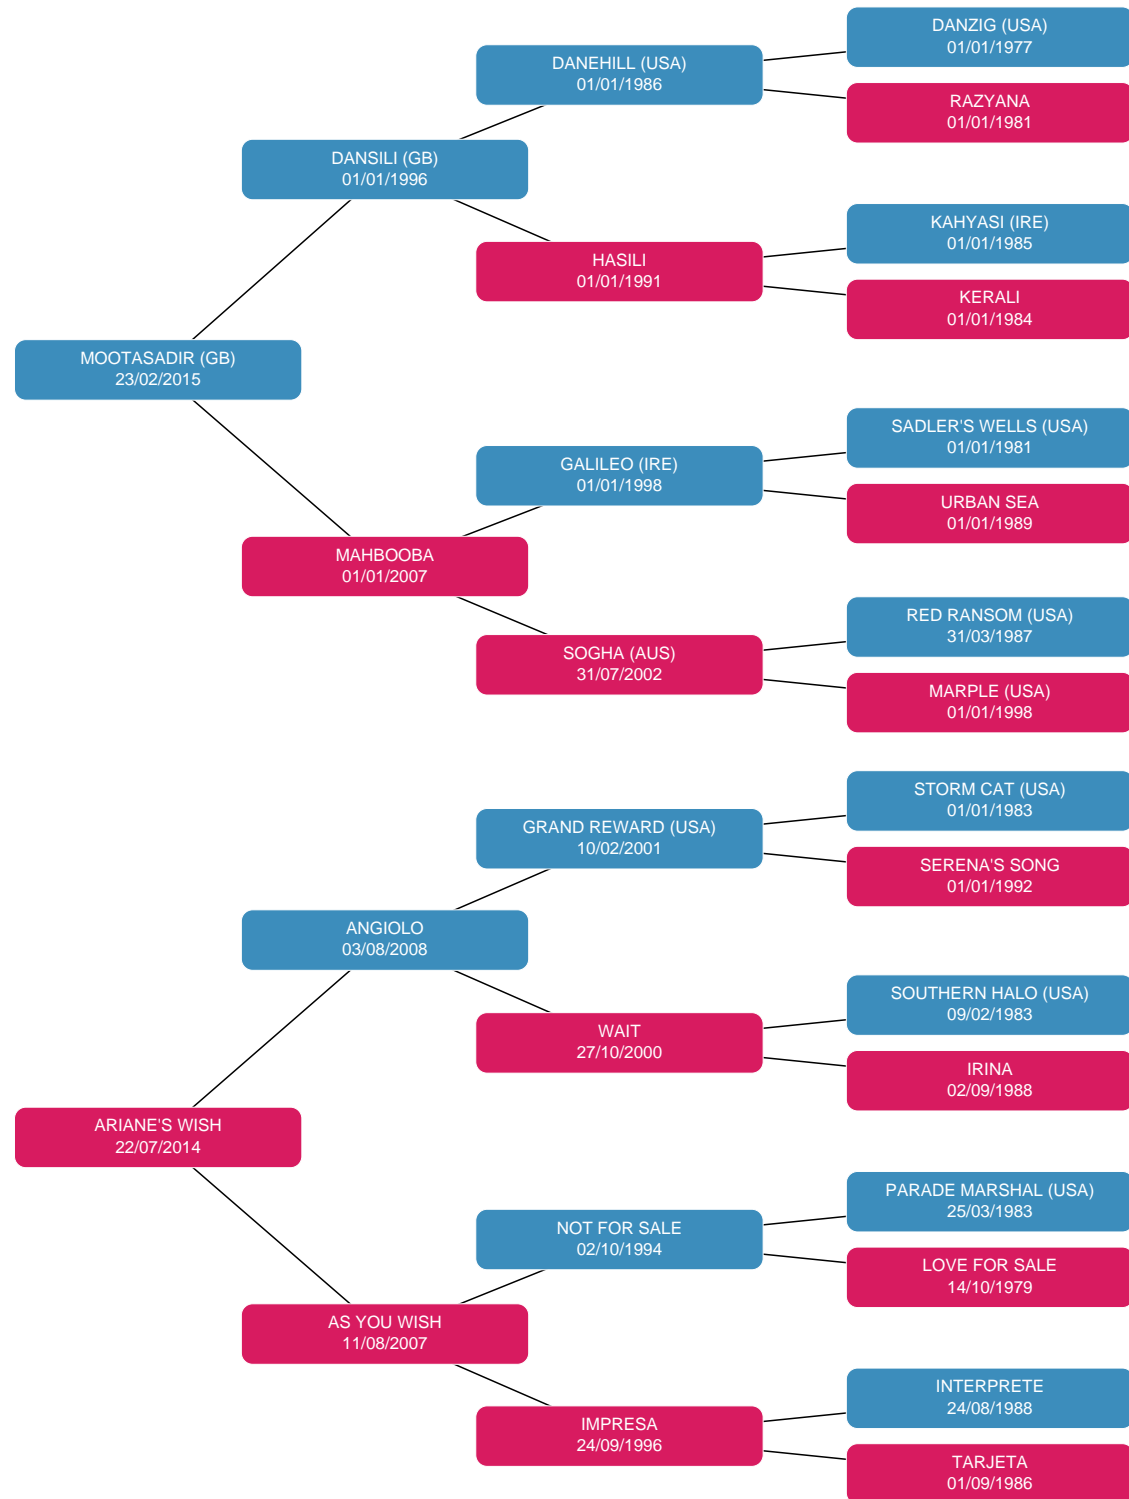 DANZIG (USA)
01/01/1977
DANEHILL (USA)
01/01/1986
RAZYANA
01/01/1981
DANSILI (GB)
01/01/1996
KAHYASI (IRE)
01/01/1985
HASILI
01/01/1991
KERALI
01/01/1984
MOOTASADIR (GB)
23/02/2015
SADLER'S WELLS (USA)
01/01/1981
GALILEO (IRE)
01/01/1998
URBAN SEA
01/01/1989
MAHBOOBA
01/01/2007
RED RANSOM (USA)
31/03/1987
SOGHA (AUS)
31/07/2002
MARPLE (USA)
01/01/1998
STORM CAT (USA)
01/01/1983
GRAND REWARD (USA)
10/02/2001
SERENA'S SONG
01/01/1992
ANGIOLO
03/08/2008
SOUTHERN HALO (USA)
09/02/1983
WAIT
27/10/2000
IRINA
02/09/1988
ARIANE'S WISH
22/07/2014
PARADE MARSHAL (USA)
25/03/1983
NOT FOR SALE
02/10/1994
LOVE FOR SALE
14/10/1979
AS YOU WISH
11/08/2007
INTERPRETE
24/08/1988
IMPRESA
24/09/1996
TARJETA
01/09/1986